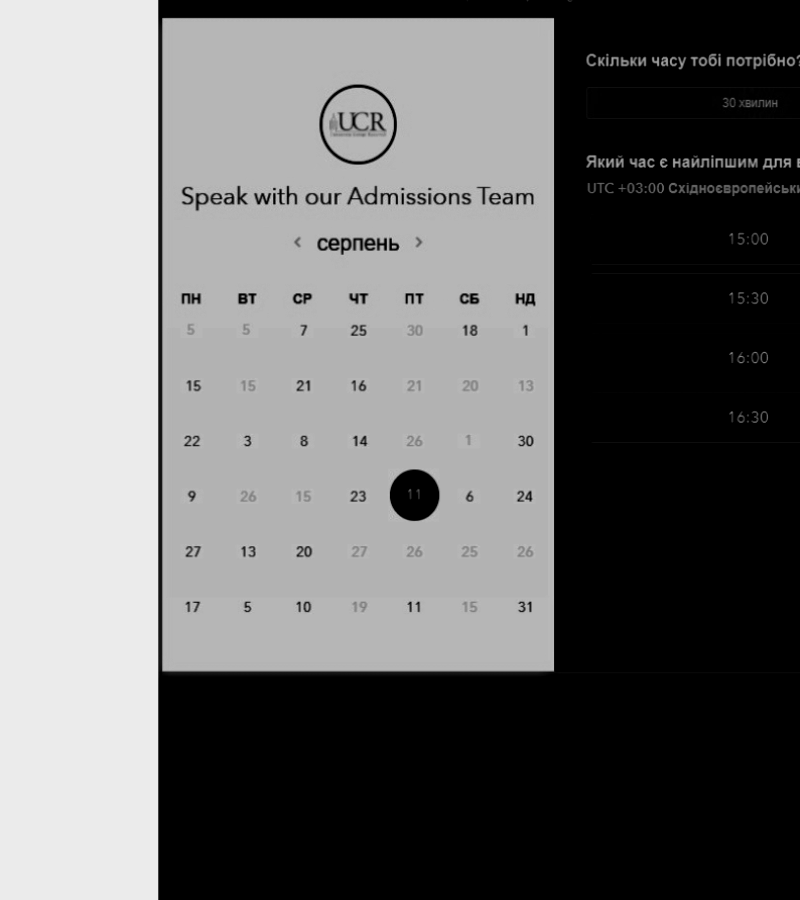 UCR
Speak with our Admissions Team
< серпень >
ПН ВТ СР ЧТ ПТ СБ НД
5 5 7 25 30 18 1
15 15 21 16 21 20 13
22 3 8 14 26 1 30
9 26 15 23 11 6 24
27 13 20 27 26 25 26
17 5 10 19 11 15 31
Скільки часу тобі потрібно?
30 хвилин
Який час є найліпшим для
UTC +03:00
15:00
15:30
16:00
16:30